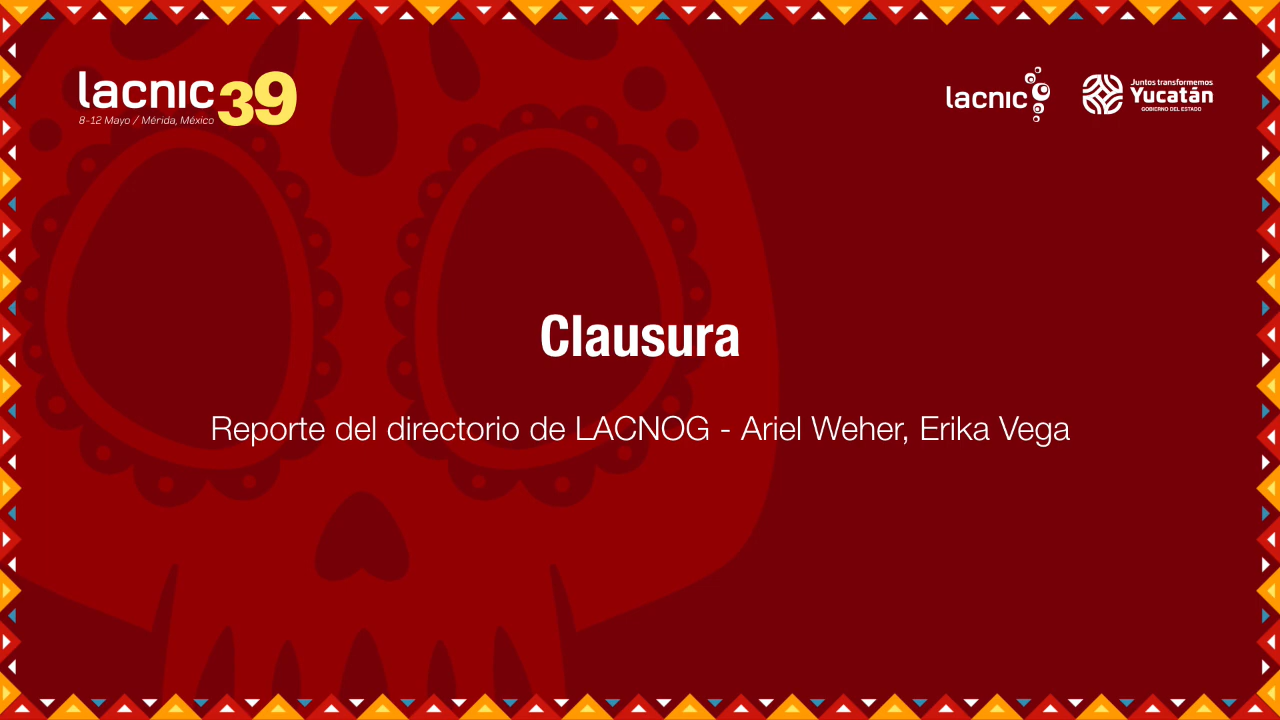 lacnic39
8-12 Mayo / Mérida, México
lacnic
Juntos transformemos
Yucatán
GOBIERNO DEL ESTADO
Clausura
Reporte del directorio de LACNOG - Ariel Weher, Erika Vega